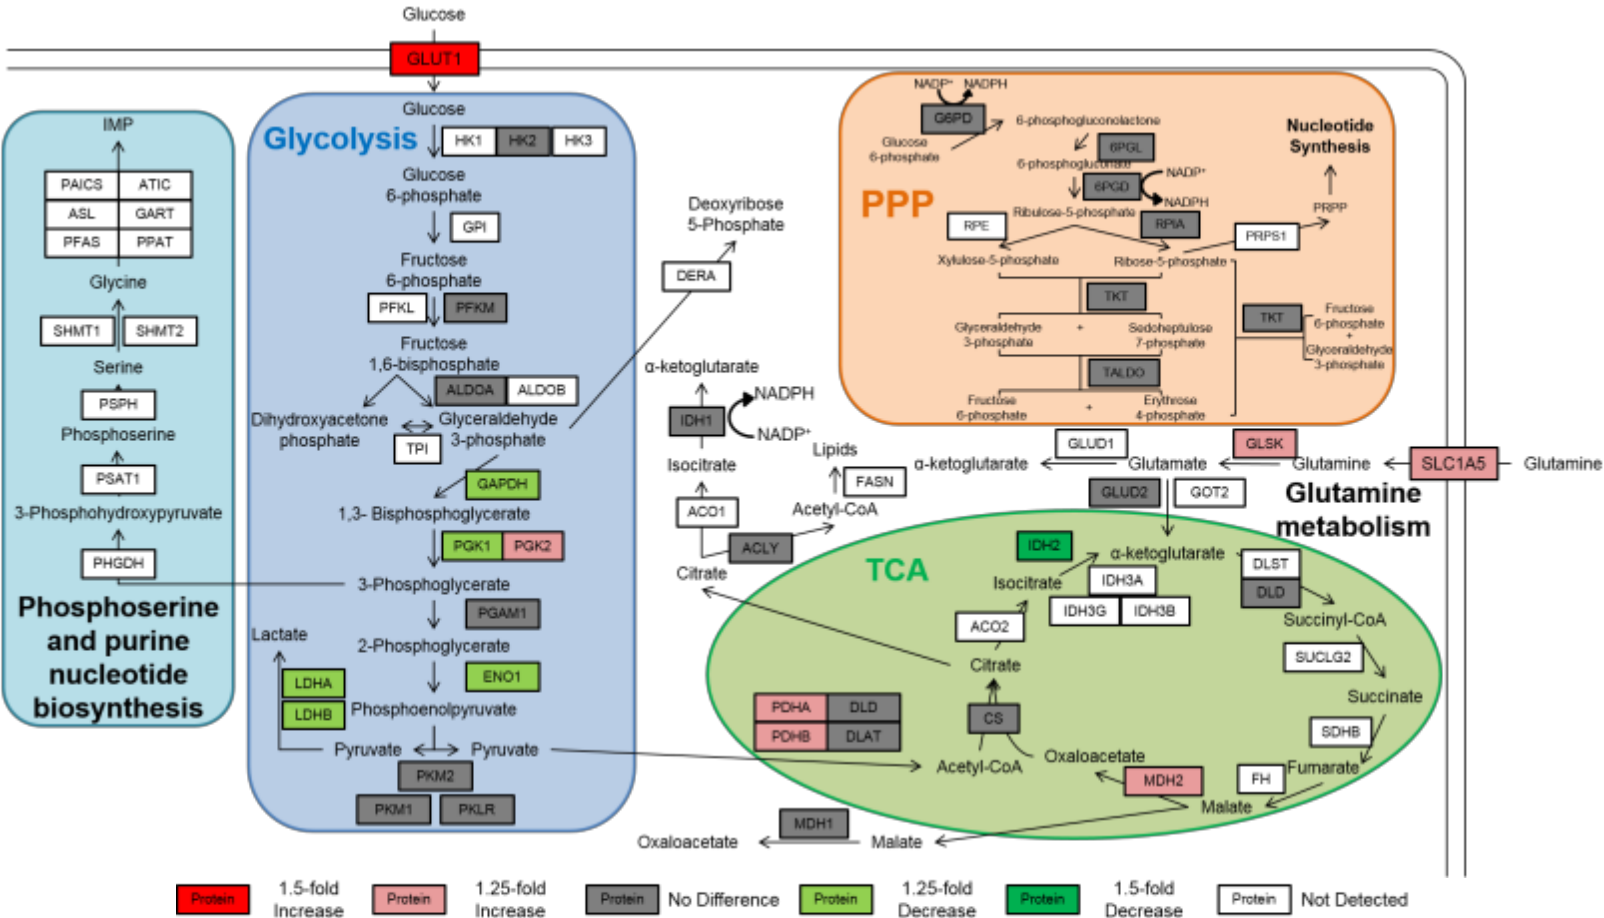 Glucose
GLUT1
IMP
PAICS ATIC
ASL GART
PFAS PPAT
Glycine
SHMT1 SHMT2
Serine
PSPH
Phosphoserine
PSAT1
3-Phosphohydroxypyruvate
PHGDH
Phosphoserine
and purine
nucleotide
biosynthesis
Glycolysis
Glucose
HK1 HK2 HK3
Glucose
6-phosphate
GPI
Fructose
6-phosphate
PFKL PFKM
Fructose
1,6-bisphosphate
ALDOA ALDOB
Dihydroxyacetone
phosphate
Glyceraldehyde
3-phosphate
TPI
GAPDH
1,3- Bisphosphoglycerate
PGK1 PGK2
3-Phosphoglycerate
PGAM1
2-Phosphoglycerate
ENO1
Lactate
LDHA
LDHB
Phosphoenolpyruvate
Pyruvate Pyruvate
PKM2
PKM1 PKLR
Deoxyribose
5-Phosphate
DERA
α-ketoglutarate
NADPH
IDH1
NADP+
Isocitrate
ACO1
Citrate
ACLY
Lipids
FASN
Acetyl-CoA
PPP
NADP+ NADPH
G6PD
Glucose
6-phosphate
6-phosphogluconolactone
6PGL
6-phosphogluconate
6PGD
NADP+
NADPH
Ribulose-5-phosphate
RPE
RPIA
PRPS1
PRPP
Nucleotide
Synthesis
Xylulose-5-phosphate
Ribose-5-phosphate
TKT
Glyceraldehyde
3-phosphate
+
Sedoheptulose
7-phosphate
TALDO
Fructose
6-phosphate
+
Erythrose
4-phosphate
TKT
Fructose
6-phosphate
+
Glyceraldehyde
3-phosphate
GLUD1
GLSK
SLC1A5
α-ketoglutarate Glutamate Glutamine Glutamine
GLUD2 GOT2
Glutamine
metabolism
TCA
IDH2
α-ketoglutarate
Isocitrate
IDH3A
IDH3G IDH3B
DLST
DLD
Succinyl-CoA
SUCLG2
Succinate
SDHB
Fumarate
FH
Malate
MDH2
Oxaloacetate
ACO2
Citrate
CS
Acetyl-CoA
PDHA DLD
PDHB DLAT
MDH1
Oxaloacetate Malate
Protein 1.5-fold
Increase
Protein 1.25-fold
Increase
Protein No Difference
Protein 1.25-fold
Decrease
Protein 1.5-fold
Decrease
Protein Not Detected